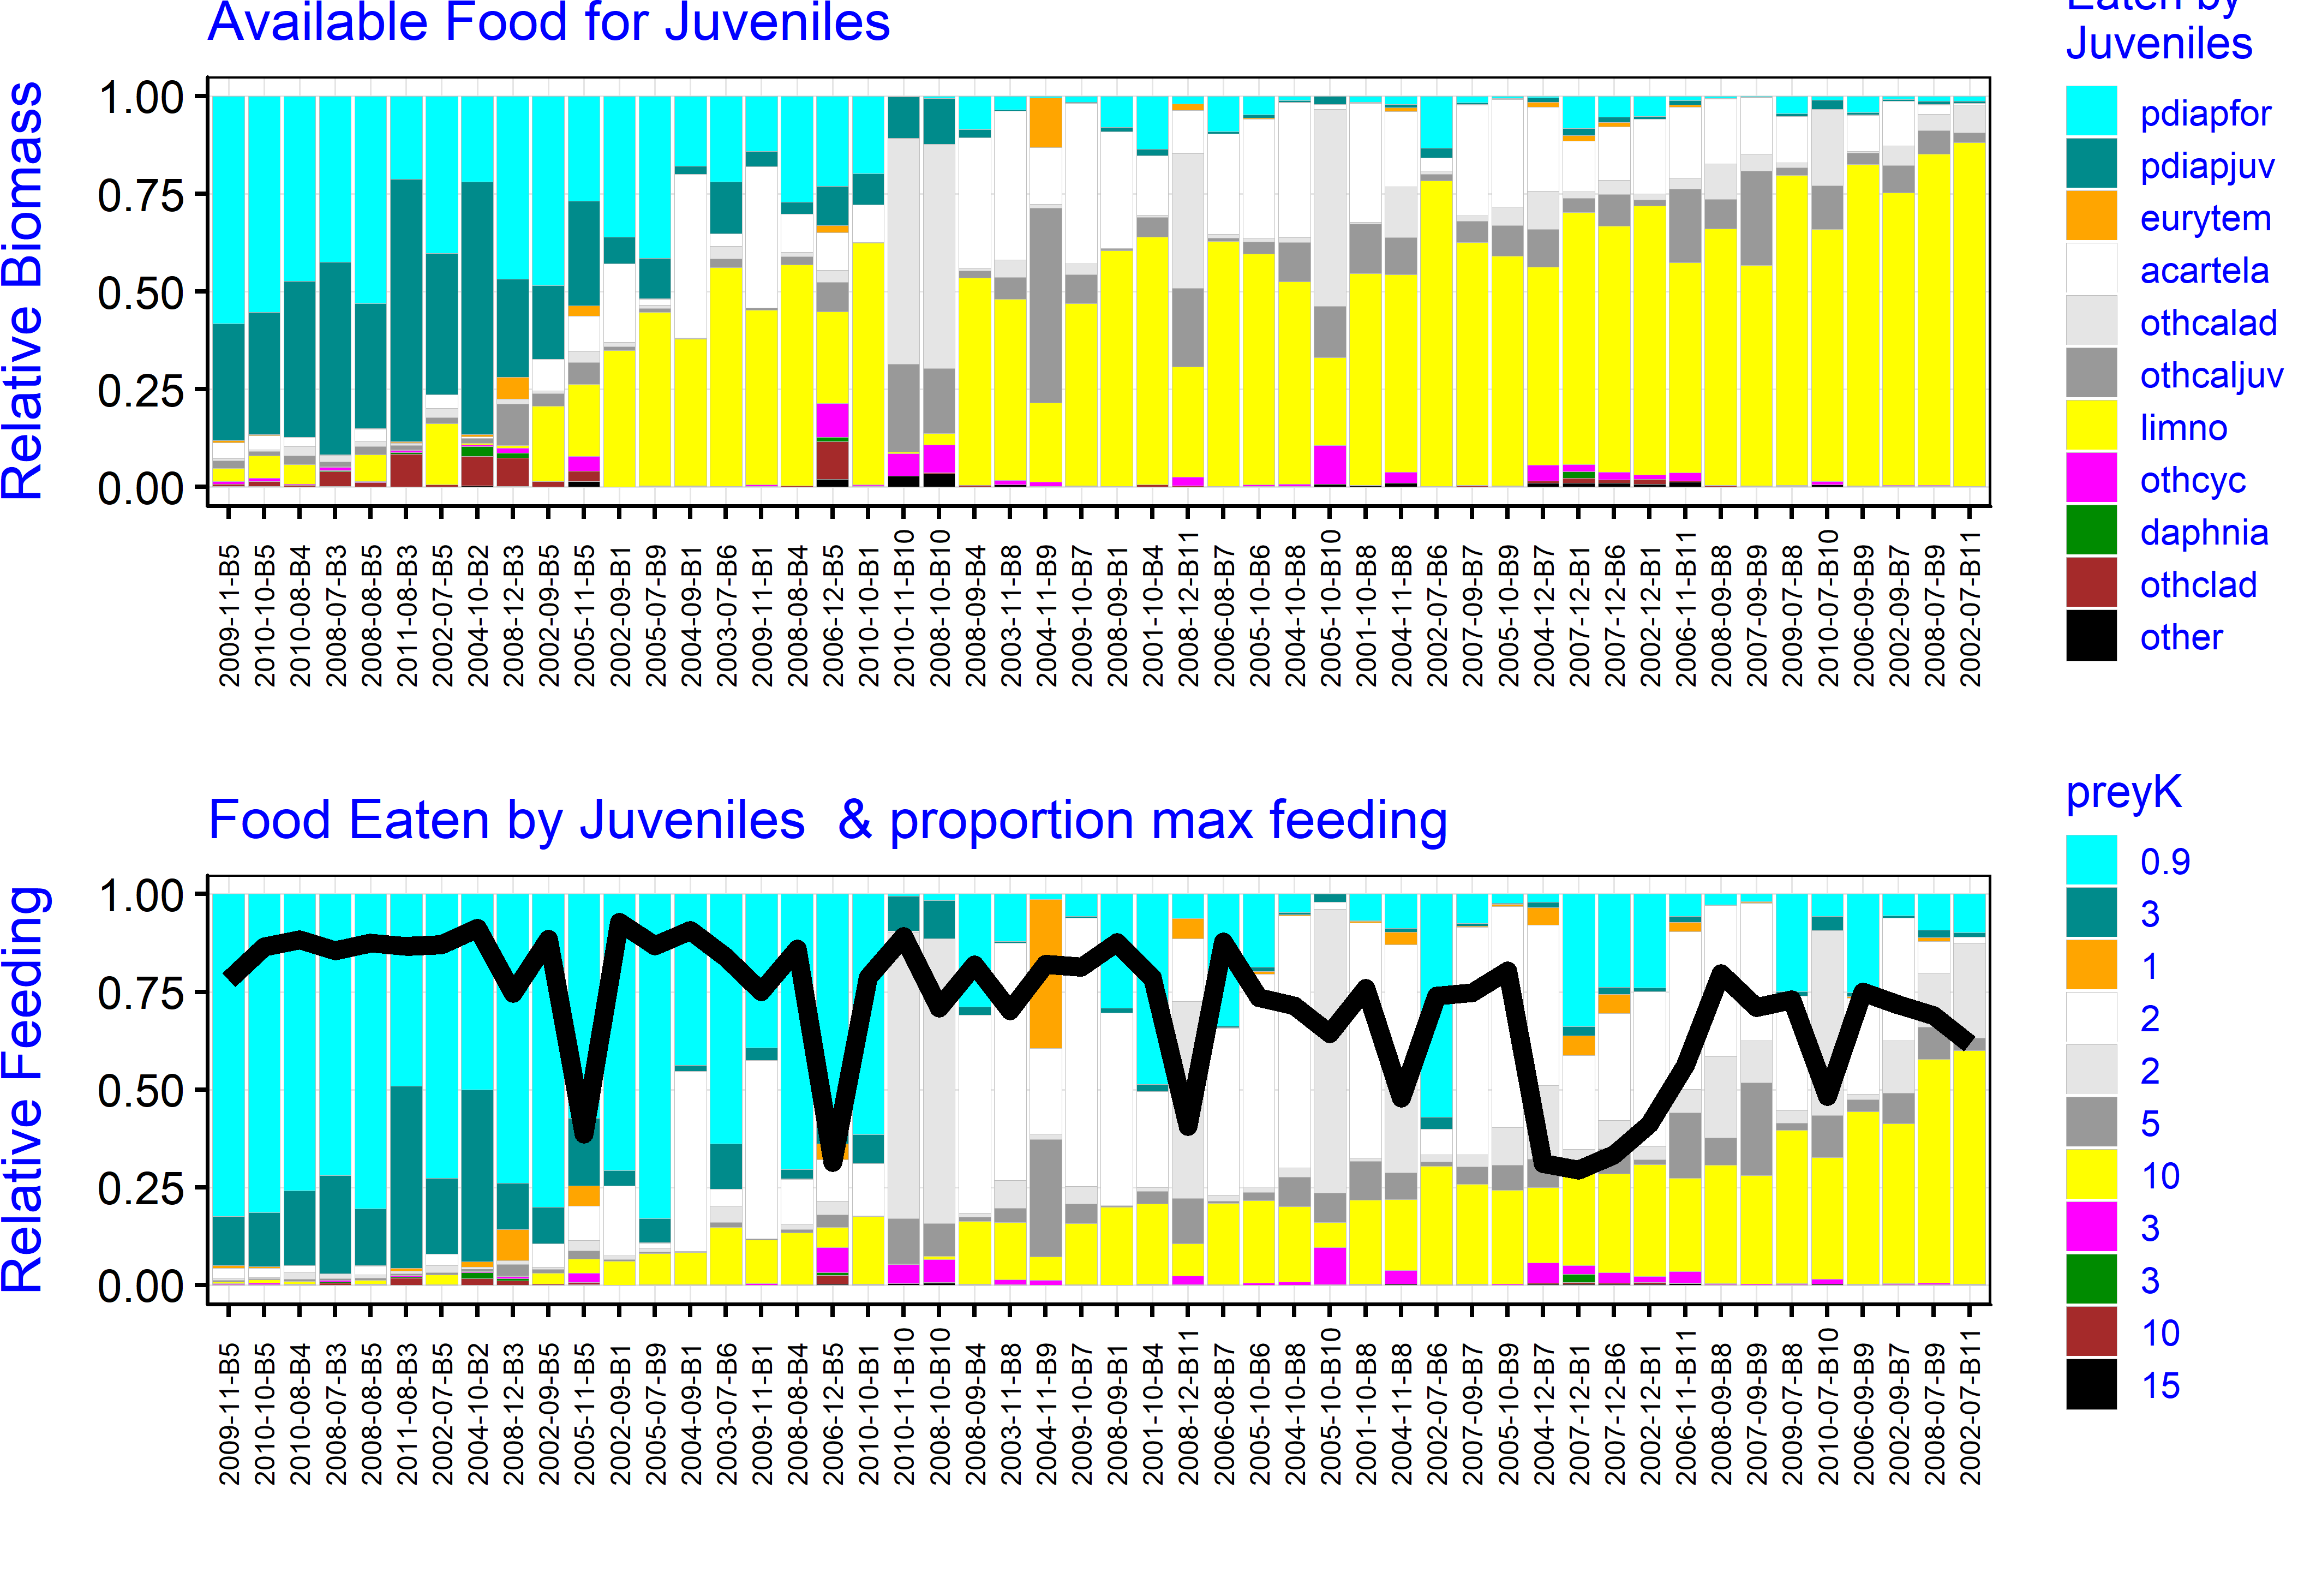 Available Food for Juveniles
Eaten by
Juveniles
Relative Biomass
1.00
0.75
0.50
0.25
0.00
pdiapfor
pdiapjuv
eurytem
acartela
othcalad
othcaljuv
limno
othcyc
daphnia
othclad
other
2009-11-B5
2010-10-B5
2010-08-B4
2008-07-B3
2008-08-B5
2011-08-B3
2002-07-B5
2004-10-B2
2008-12-B3
2002-09-B5
2005-11-B5
2002-09-B1
2005-07-B9
2004-09-B1
2003-07-B6
2009-11-B1
2008-08-B4
2006-12-B5
2010-10-B1
2010-11-B10
2008-10-B10
2008-09-B4
2003-11-B8
2004-11-B9
2009-10-B7
2008-09-B1
2001-10-B4
2008-12-B11
2006-08-B7
2005-10-B6
2004-10-B8
2005-10-B10
2001-10-B8
2004-11-B8
2002-07-B6
2007-09-B7
2005-10-B9
2004-12-B7
2007-12-B1
2007-12-B6
2002-12-B1
2006-11-B11
2008-09-B8
2007-09-B9
2009-07-B8
2010-07-B10
2006-09-B9
2002-09-B7
2008-07-B9
2002-07-B11
Food Eaten by Juveniles & proportion max feeding
Relative Feeding
1.00
0.75
0.50
0.25
0.00
preyK
0.9
3
1
2
2
5
10
3
3
10
15
2009-11-B5
2010-10-B5
2010-08-B4
2008-07-B3
2008-08-B5
2011-08-B3
2002-07-B5
2004-10-B2
2008-12-B3
2002-09-B5
2005-11-B5
2002-09-B1
2005-07-B9
2004-09-B1
2003-07-B6
2009-11-B1
2008-08-B4
2006-12-B5
2010-10-B1
2010-11-B10
2008-10-B10
2008-09-B4
2003-11-B8
2004-11-B9
2009-10-B7
2008-09-B1
2001-10-B4
2008-12-B11
2006-08-B7
2005-10-B6
2004-10-B8
2005-10-B10
2001-10-B8
2004-11-B8
2002-07-B6
2007-09-B7
2005-10-B9
2004-12-B7
2007-12-B1
2007-12-B6
2002-12-B1
2006-11-B11
2008-09-B8
2007-09-B9
2009-07-B8
2010-07-B10
2006-09-B9
2002-09-B7
2008-07-B9
2002-07-B11